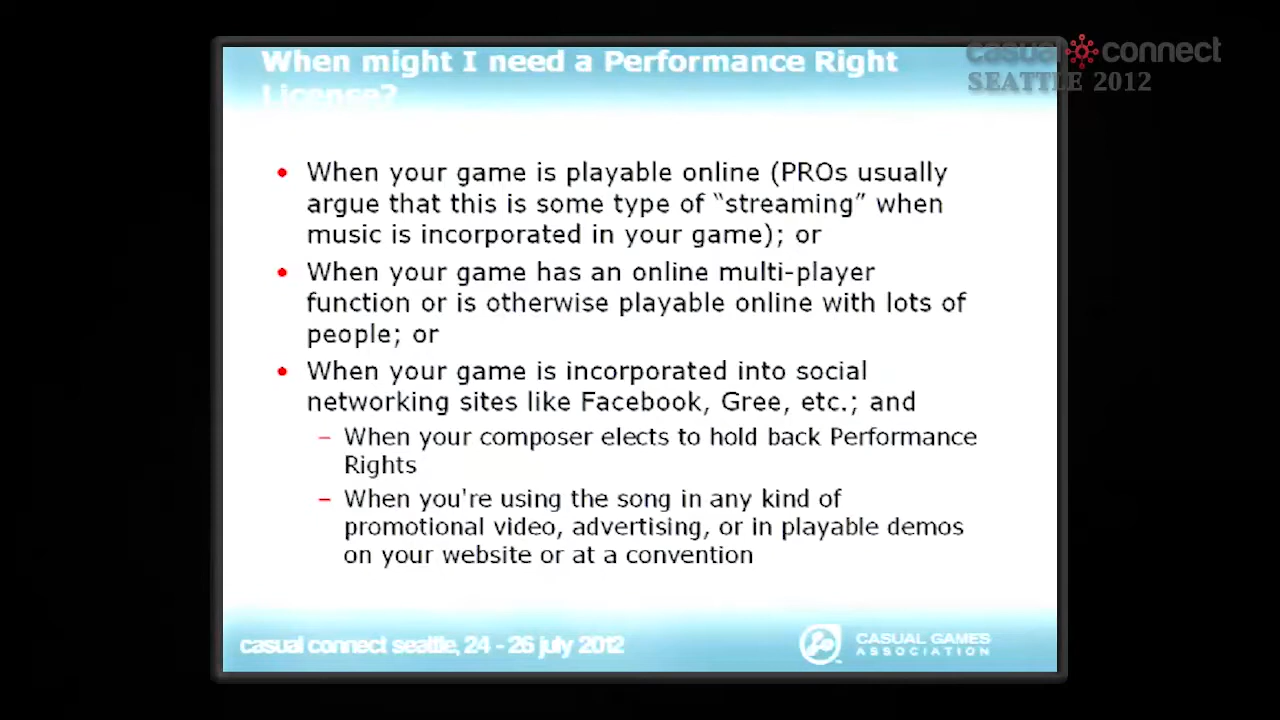 When might I need a Performance Right
License?
casual connect
SEATTLE 2012
• When your game is playable online (PROs usually
argue that this is some type of “streaming” when
music is incorporated in your game); or
• When your game has an online multi-player
function or is otherwise playable online with lots of
people; or
• When your game is incorporated into social
networking sites like Facebook, Gree, etc.; and
– When your composer elects to hold back Performance
Rights
– When you're using the song in any kind of
promotional video, advertising, or in playable demos
on your website or at a convention
casual connect seattle, 24 - 26 july 2012
CASUAL GAMES
ASSOCIATION